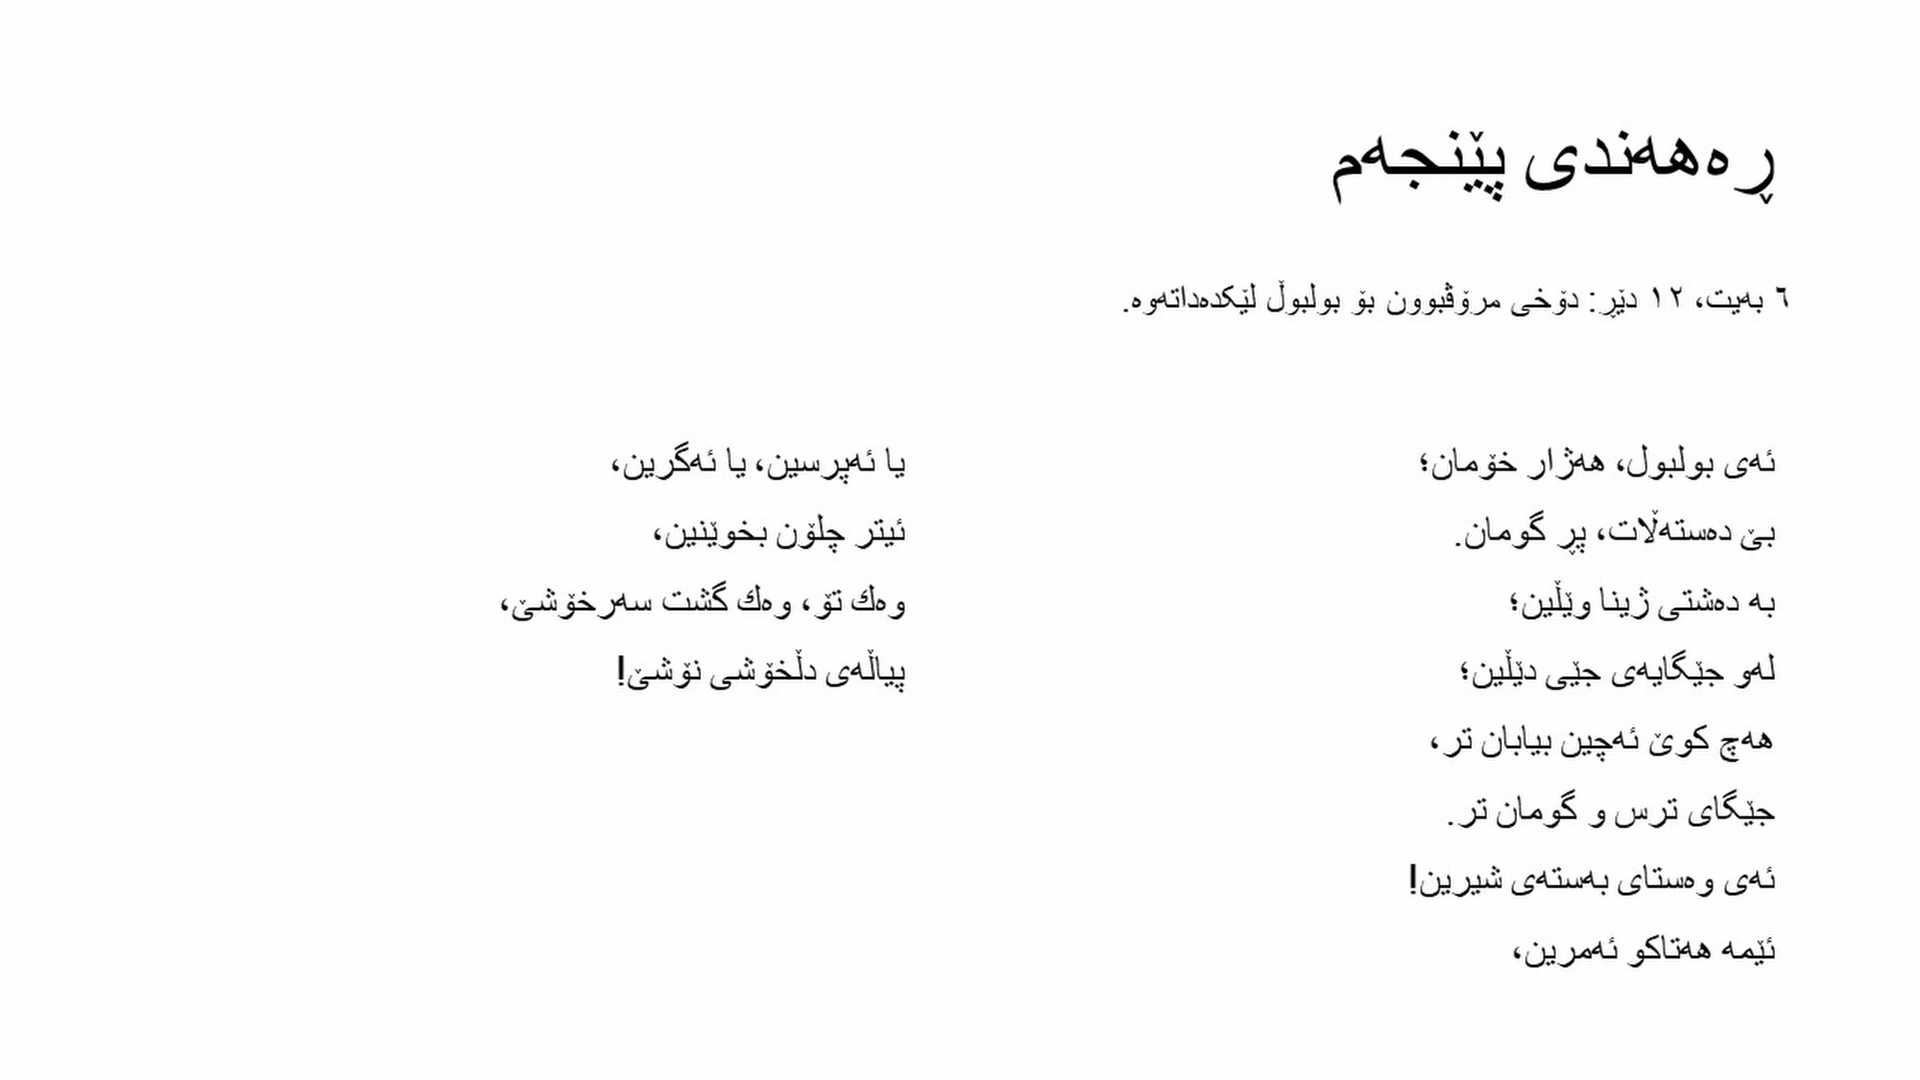 ڕەهەندی پێنجەم
٦ بەیت، ١٢ دێڕ: دۆخی مرۆڤبوون بۆ بولبوڵ لێکدەداتەوە.
ئەی بولبول، هەژار خۆمان؛
بێ دەستەڵات، پڕ گومان.
بە دەشتی ژینا وێڵین؛
لەو جێگایەی جێی دێڵین؛
هەچ کوێ ئەچین بیابان تر،
جێگای ترس و گومان تر.
ئەی وەستای بەستەی شیرین!
ئێمە هەتاکو ئەمرین،
یا ئەپرسین، یا ئەگرین،
ئیتر چلۆن بخوێنین،
وەك تۆ، وەك گشت سەرخۆشێ،
پیاڵەی دڵخۆشی نۆشێ!